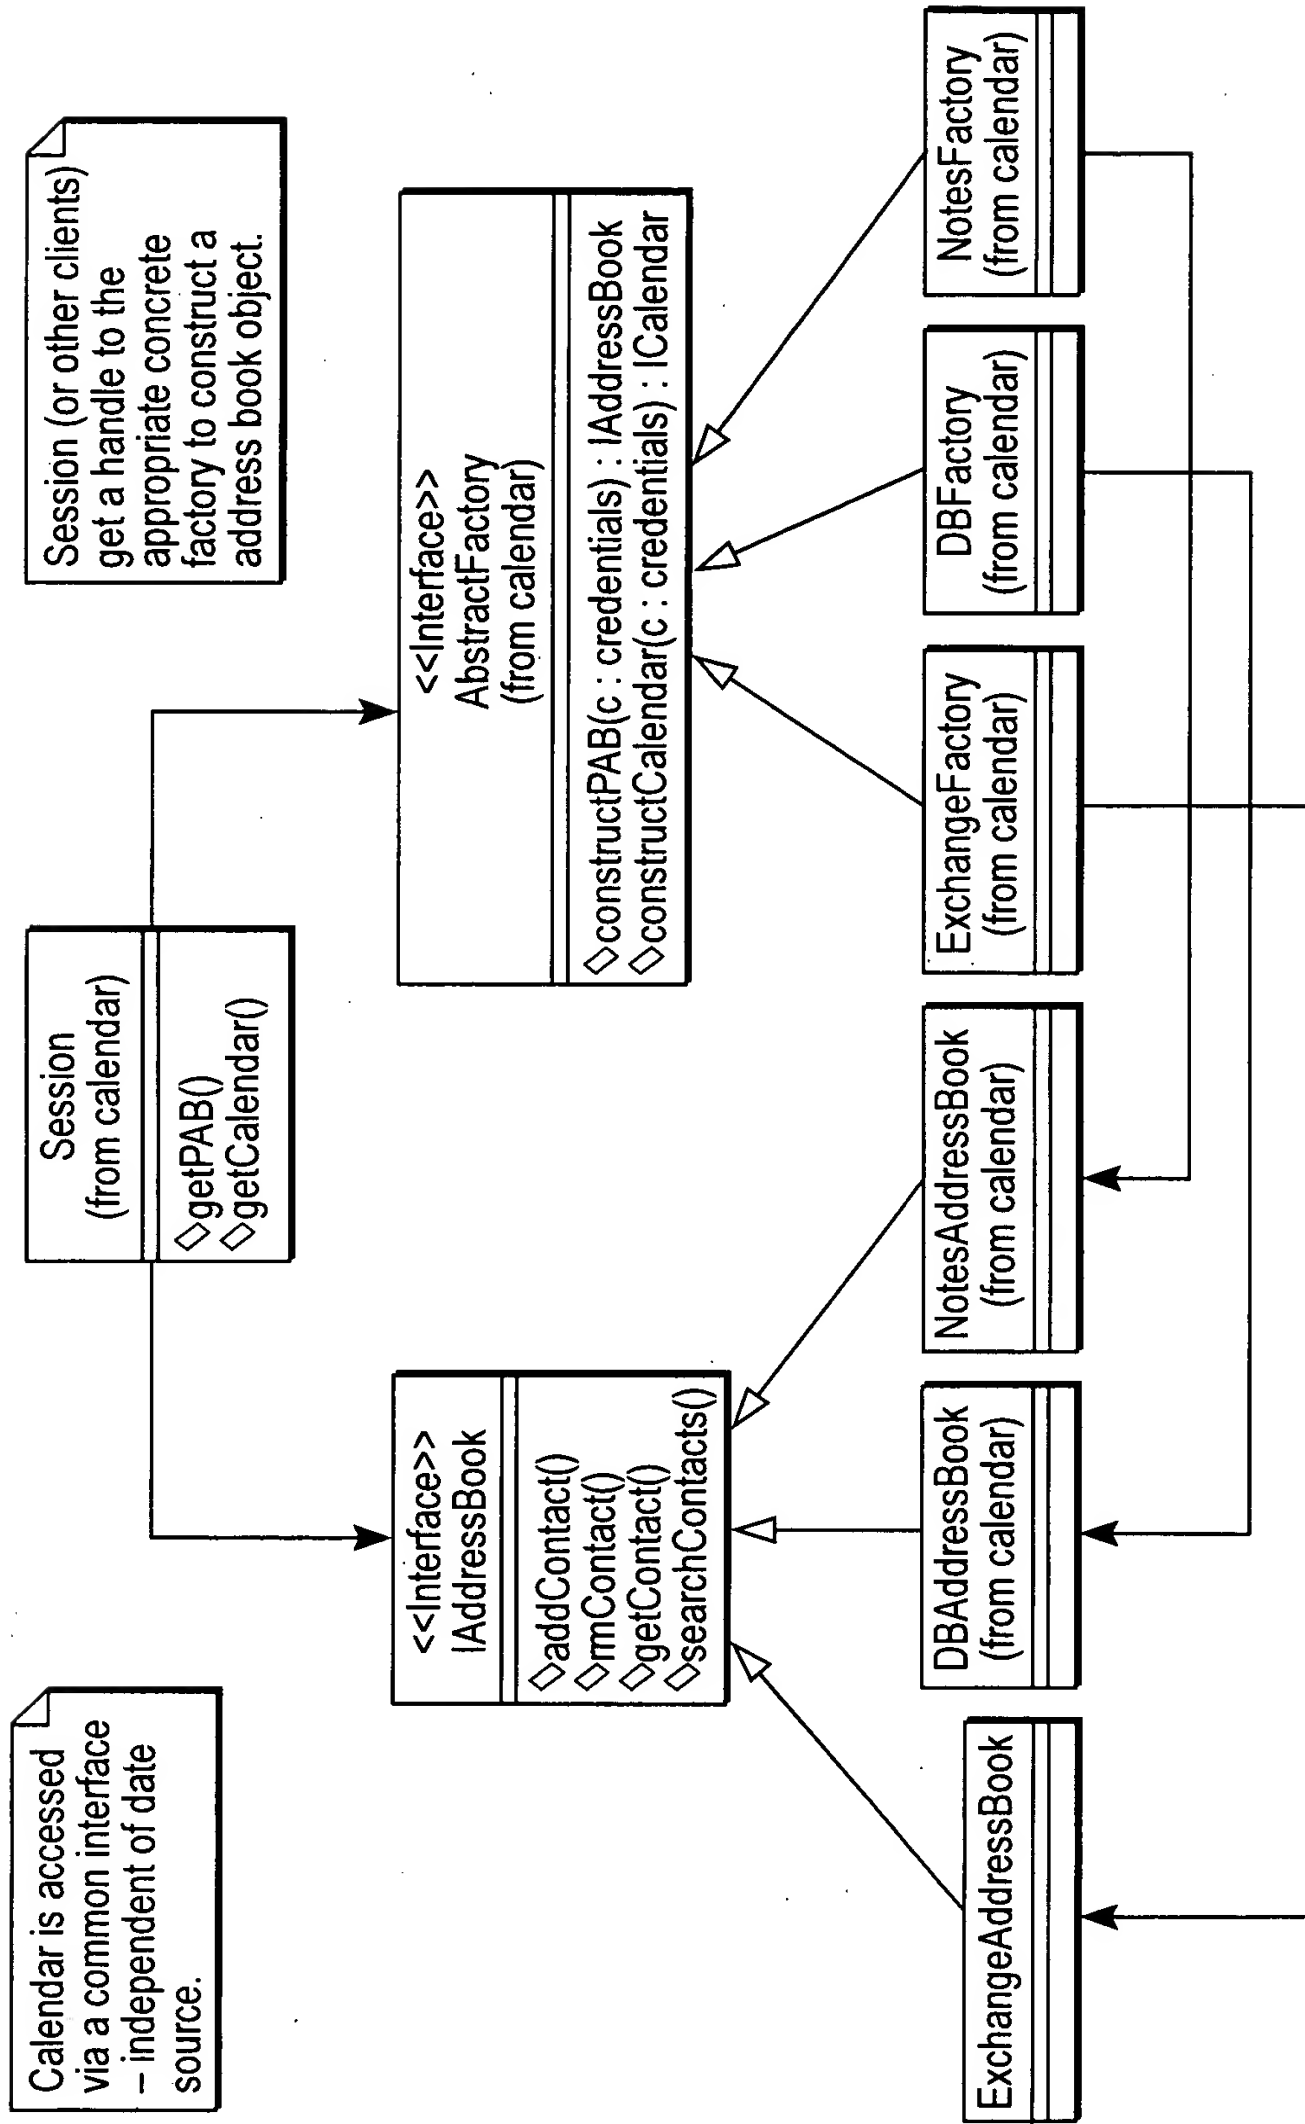 Calendar is accessed
via a common interface
– independent of date
source.
Session
(from calendar)
getPAB()
getCalendar()
Session (or other clients)
get a handle to the
appropriate concrete
factory to construct a
address book object.
<<Interface>>
IAddressBook
addContact()
rmContact()
getContact()
searchContacts()
<<Interface>>
AbstractFactory
(from calendar)
constructPAB(c : credentials) : IAddressBook
constructCalendar(c : credentials) : ICalendar
ExchangeAddressBook
DBAddressBook
(from calendar)
NotesAddressBook
(from calendar)
ExchangeFactory
(from calendar)
DBFactory
(from calendar)
NotesFactory
(from calendar)